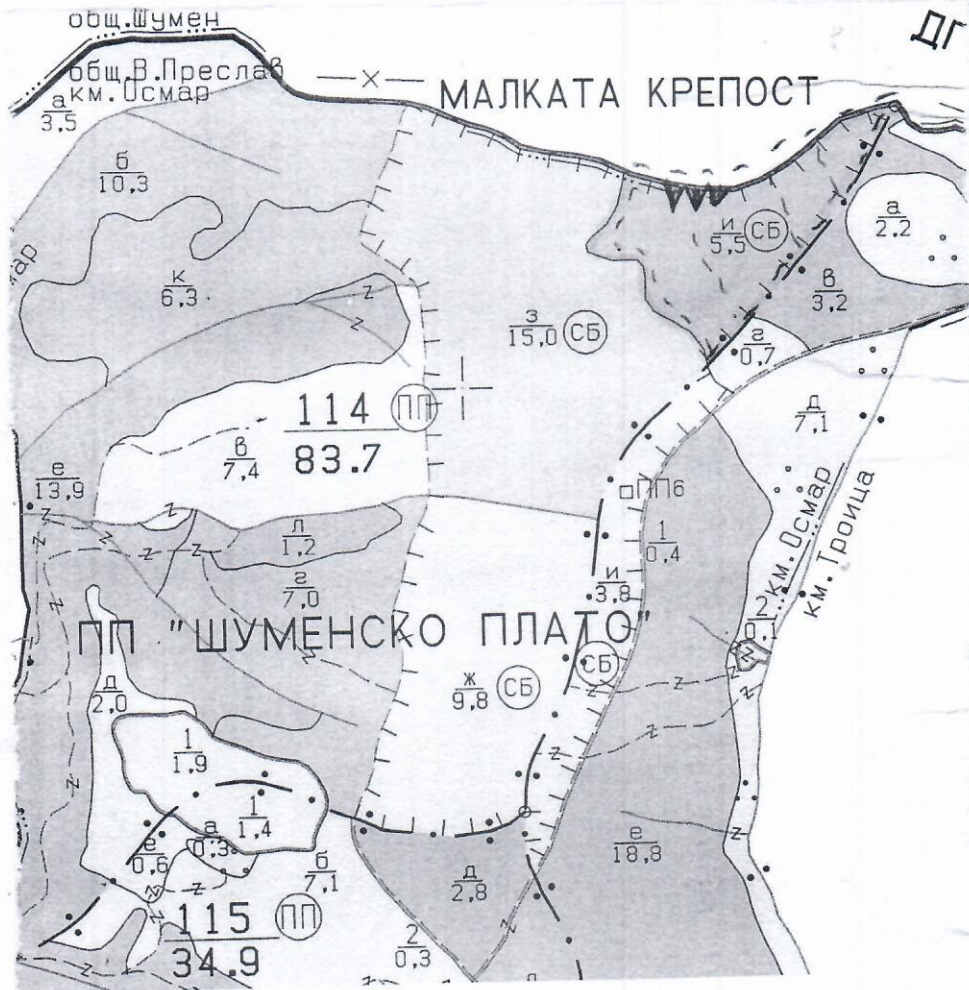 общ.Шумен
ДГ
общ.В.Преслав
км.Осмар
а
3,5
МАЛКАТА КРЕПОСТ
б
10,3
а
2,2
и
5,5
СБ
к
6,3
в
3,2
з
15,0
СБ
г
0,7
114
ПП
83.7
д
7,1
в
7,4
е
13,9
ПП6
л
1,2
1
0,4
км.Осмар
км.Троица
г
7,0
и
3,8
2
0,1
ПП "ШУМЕНСКО ПЛАТО"
СБ
д
2,0
ж
9,8
СБ
1
1,9
1
1,4
а
0,3
е
0,6
б
7,1
д
2,8
е
18,8
115
ПП
34.9
2
0,3